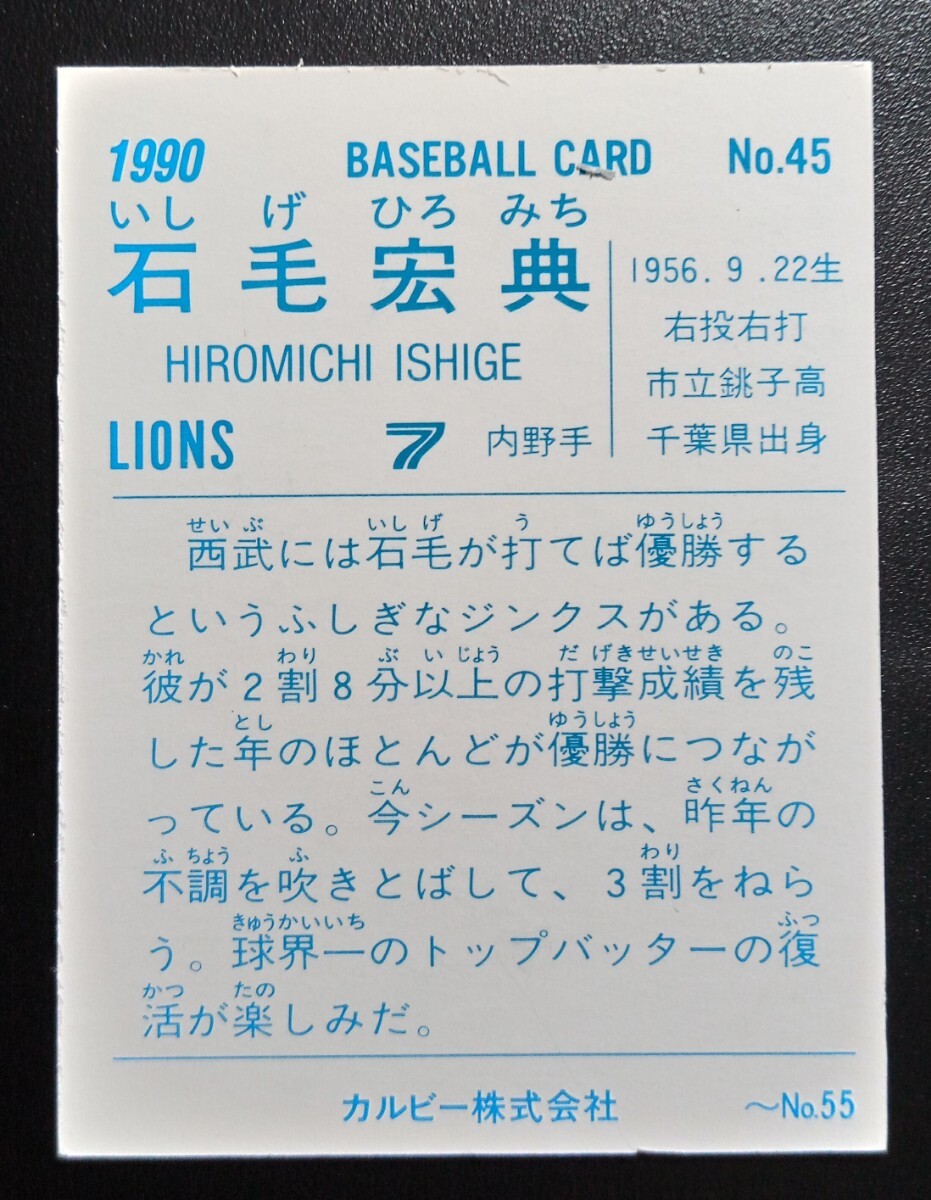 1990 BASEBALL CARD No.45
いし げ ひろ みち
石毛宏典
HIROMICHI ISHIGE
LIONS 7 内野手
1956.9.22生
右投右打
市立銚子高
千葉県出身
せい ぶ いし げ う ゆうしょう
西武には石毛が打てば優勝する
というふしぎなジンクスがある。
かれ わり ぶ い じょう だ げきせいせき のこ
彼が2割8分以上の打撃成績を残
とし ゆうしょう
した年のほとんどが優勝につなが
こん さくねん
っている。今シーズンは、昨年の
ふ ちょう ふ わり
不調を吹きとばして、3割をねら
きゅうかいいち ふっ
う。球界一のトップバッターの復
かつ たの
活が楽しみだ。
カルビー株式会社 〜No.55